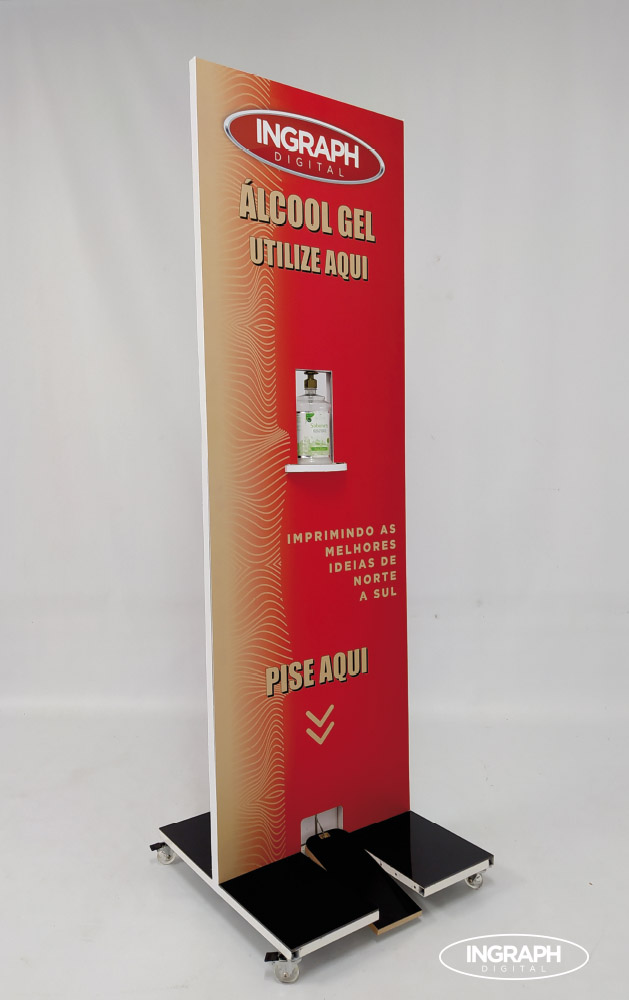 INGRAPH
DIGITAL
ÁLCOOL GEL
UTILIZE AQUI
IMPRIMINDO AS
MELHORES
IDEIAS DE
NORTE
A SUL
PISE AQUI
INGRAPH
DIGITAL